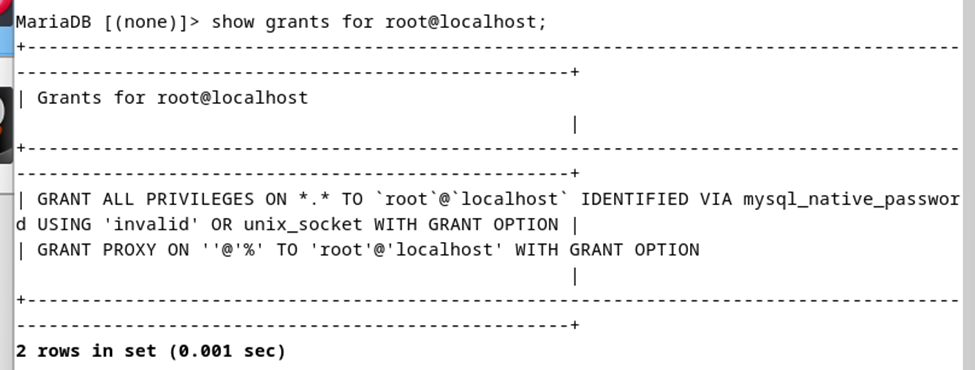 MariaDB [(none)]> show grants for root@localhost;
+---------------------------------------------------------------------------------------
---------------------------------------------------+
| Grants for root@localhost
|
+---------------------------------------------------------------------------------------
---------------------------------------------------+
| GRANT ALL PRIVILEGES ON *.* TO `root`@`localhost` IDENTIFIED VIA mysql_native_passwor
d USING 'invalid' OR unix_socket WITH GRANT OPTION |
| GRANT PROXY ON ''@'%' TO 'root'@'localhost' WITH GRANT OPTION
|
+---------------------------------------------------------------------------------------
---------------------------------------------------+
2 rows in set (0.001 sec)